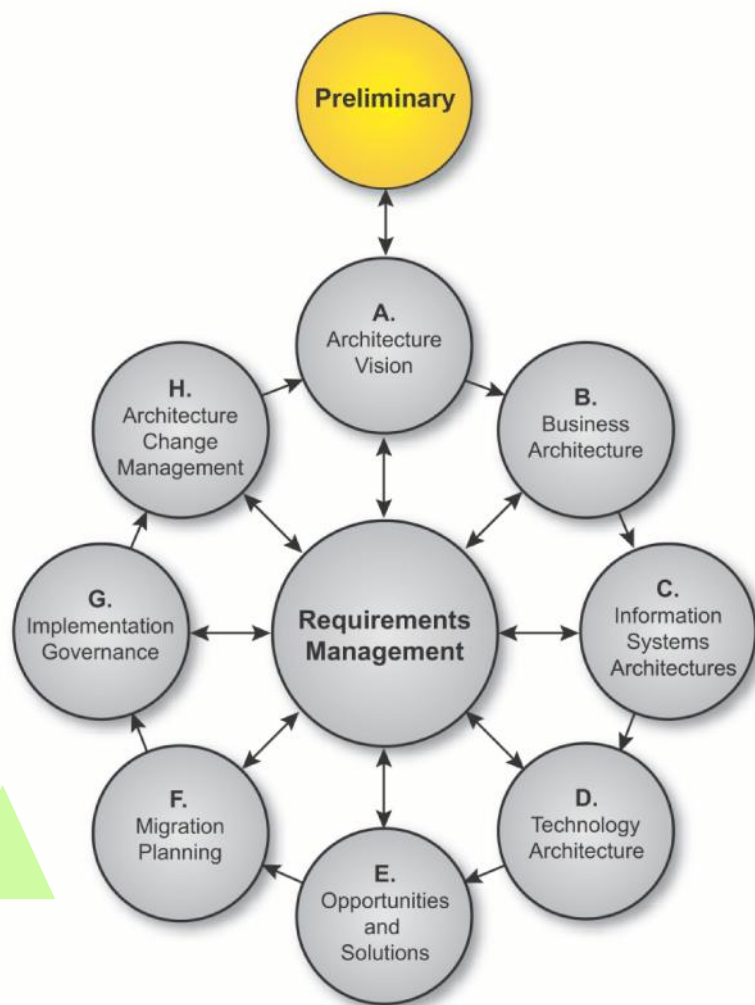 Preliminary
A.
Architecture
Vision
B.
Business
Architecture
C.
Information
Systems
Architectures
D.
Technology
Architecture
E.
Opportunities
and
Solutions
F.
Migration
Planning
G.
Implementation
Governance
H.
Architecture
Change
Management
Requirements
Management